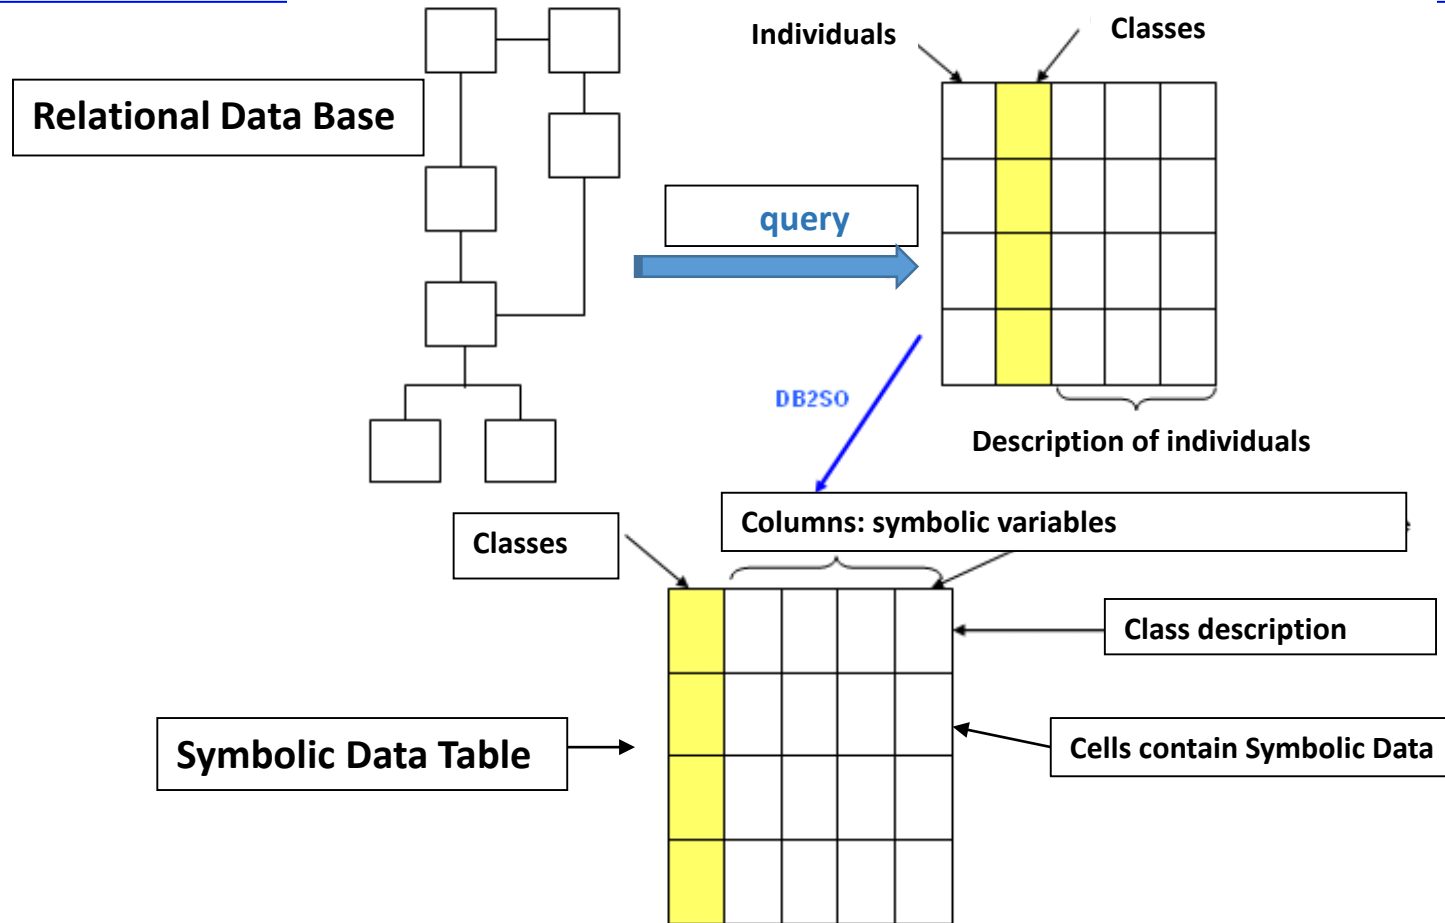 Individuals
Classes
Relational Data Base
query
DB2SO
Description of individuals
Columns: symbolic variables
Classes
Class description
Symbolic Data Table
Cells contain Symbolic Data